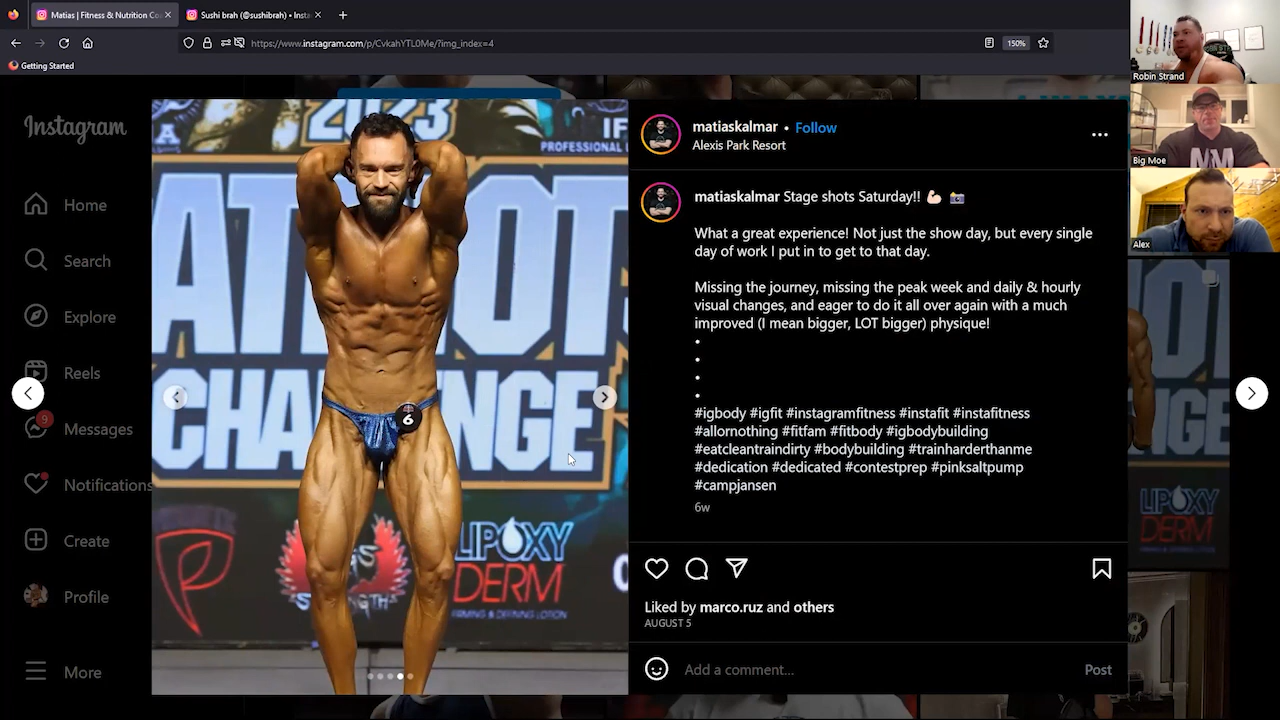 Matias | Fitness & Nutrition Co
Sushi brah (@sushibrah) • Insta
https://www.instagram.com/p/CvkahYTL0Me/?img_index=4
150%
Getting Started
Instagram
Home
Search
Explore
Reels
9
Messages
Notifications
Create
Profile
More
2023
PROFESSIONAL
CHALLENGE
6
LIPOXY
DERM
FIRMING & DEFINING LOTION
matiaskalmar • Follow
Alexis Park Resort
matiaskalmar Stage shots Saturday!! 💪🏻 📸
What a great experience! Not just the show day, but every single
day of work I put in to get to that day.
Missing the journey, missing the peak week and daily & hourly
visual changes, and eager to do it all over again with a much
improved (I mean bigger, LOT bigger) physique!
•
•
•
•
#igbody #igfit #instagramfitness #instafit #instafitness
#allornothing #fitfam #fitbody #igbodybuilding
#eatcleantraindirty #bodybuilding #trainharderthanme
#dedication #dedicated #contestprep #pinksaltpump
#campjansen
6w
Liked by marco.ruz and others
AUGUST 5
Add a comment...
Post
Robin Strand
Big Moe
Alex
LIPOXY
DERM